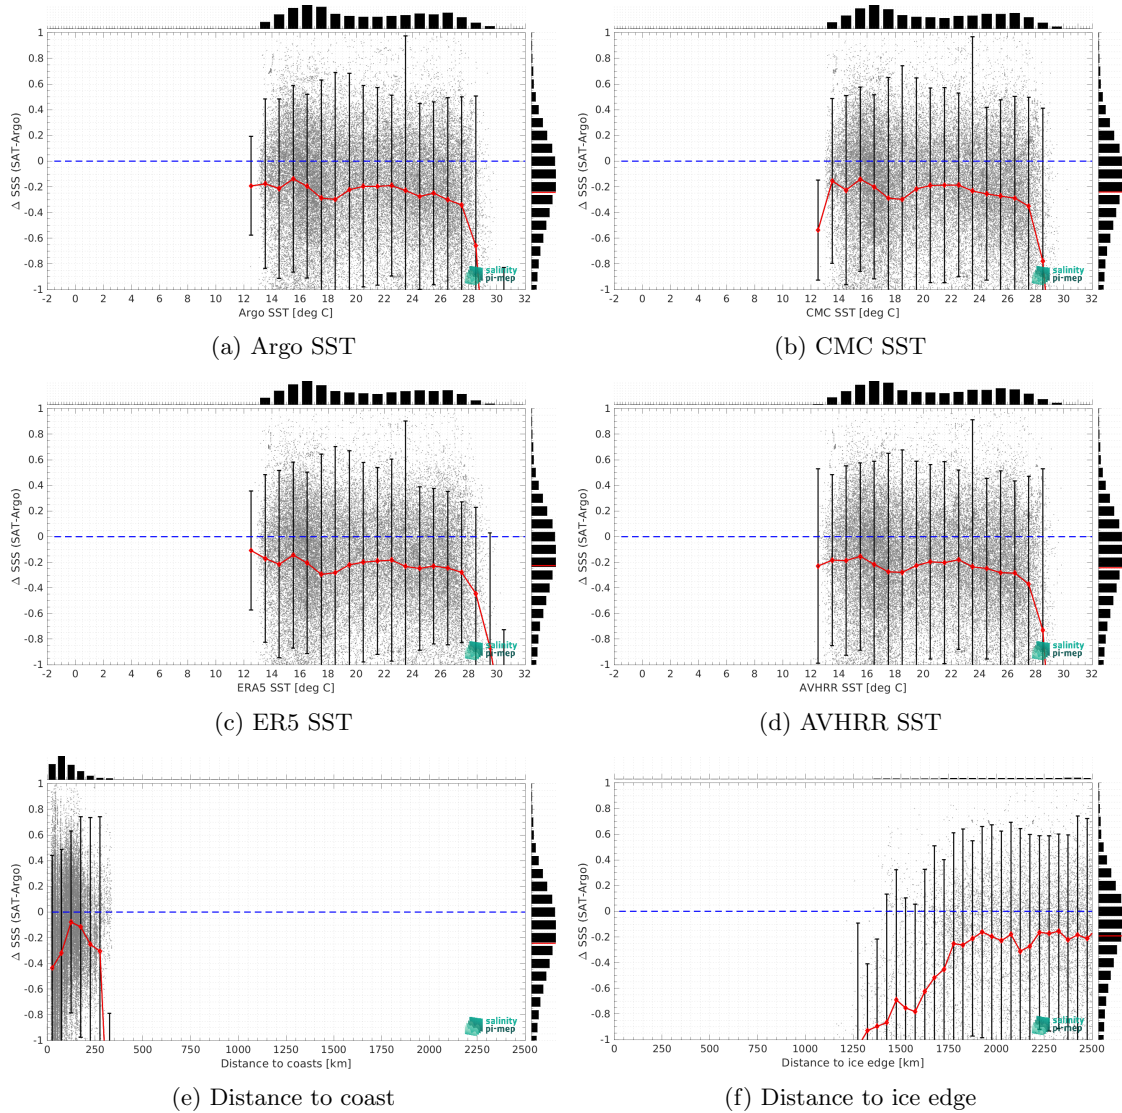 1
0.8
0.6
0.4
0.2
0
-0.2
-0.4
-0.6
-0.8
-1
Δ SSS (SAT-Argo)
-2 0 2 4 6 8 10 12 14 16 18 20 22 24 26 28 30 32
Argo SST [deg C]
salinity
pi-mep
(a) Argo SST
1
0.8
0.6
0.4
0.2
0
-0.2
-0.4
-0.6
-0.8
-1
Δ SSS (SAT-Argo)
-2 0 2 4 6 8 10 12 14 16 18 20 22 24 26 28 30 32
CMC SST [deg C]
salinity
pi-mep
(b) CMC SST
1
0.8
0.6
0.4
0.2
0
-0.2
-0.4
-0.6
-0.8
-1
Δ SSS (SAT-Argo)
-2 0 2 4 6 8 10 12 14 16 18 20 22 24 26 28 30 32
ERA5 SST [deg C]
salinity
pi-mep
(c) ER5 SST
1
0.8
0.6
0.4
0.2
0
-0.2
-0.4
-0.6
-0.8
-1
Δ SSS (SAT-Argo)
-2 0 2 4 6 8 10 12 14 16 18 20 22 24 26 28 30 32
AVHRR SST [deg C]
salinity
pi-mep
(d) AVHRR SST
1
0.8
0.6
0.4
0.2
0
-0.2
-0.4
-0.6
-0.8
-1
Δ SSS (SAT-Argo)
0 250 500 750 1000 1250 1500 1750 2000 2250 2500
Distance to coasts [km]
salinity
pi-mep
(e) Distance to coast
1
0.8
0.6
0.4
0.2
0
-0.2
-0.4
-0.6
-0.8
-1
Δ SSS (SAT-Argo)
0 250 500 750 1000 1250 1500 1750 2000 2250 2500
Distance to ice edge [km]
salinity
pi-mep
(f) Distance to ice edge